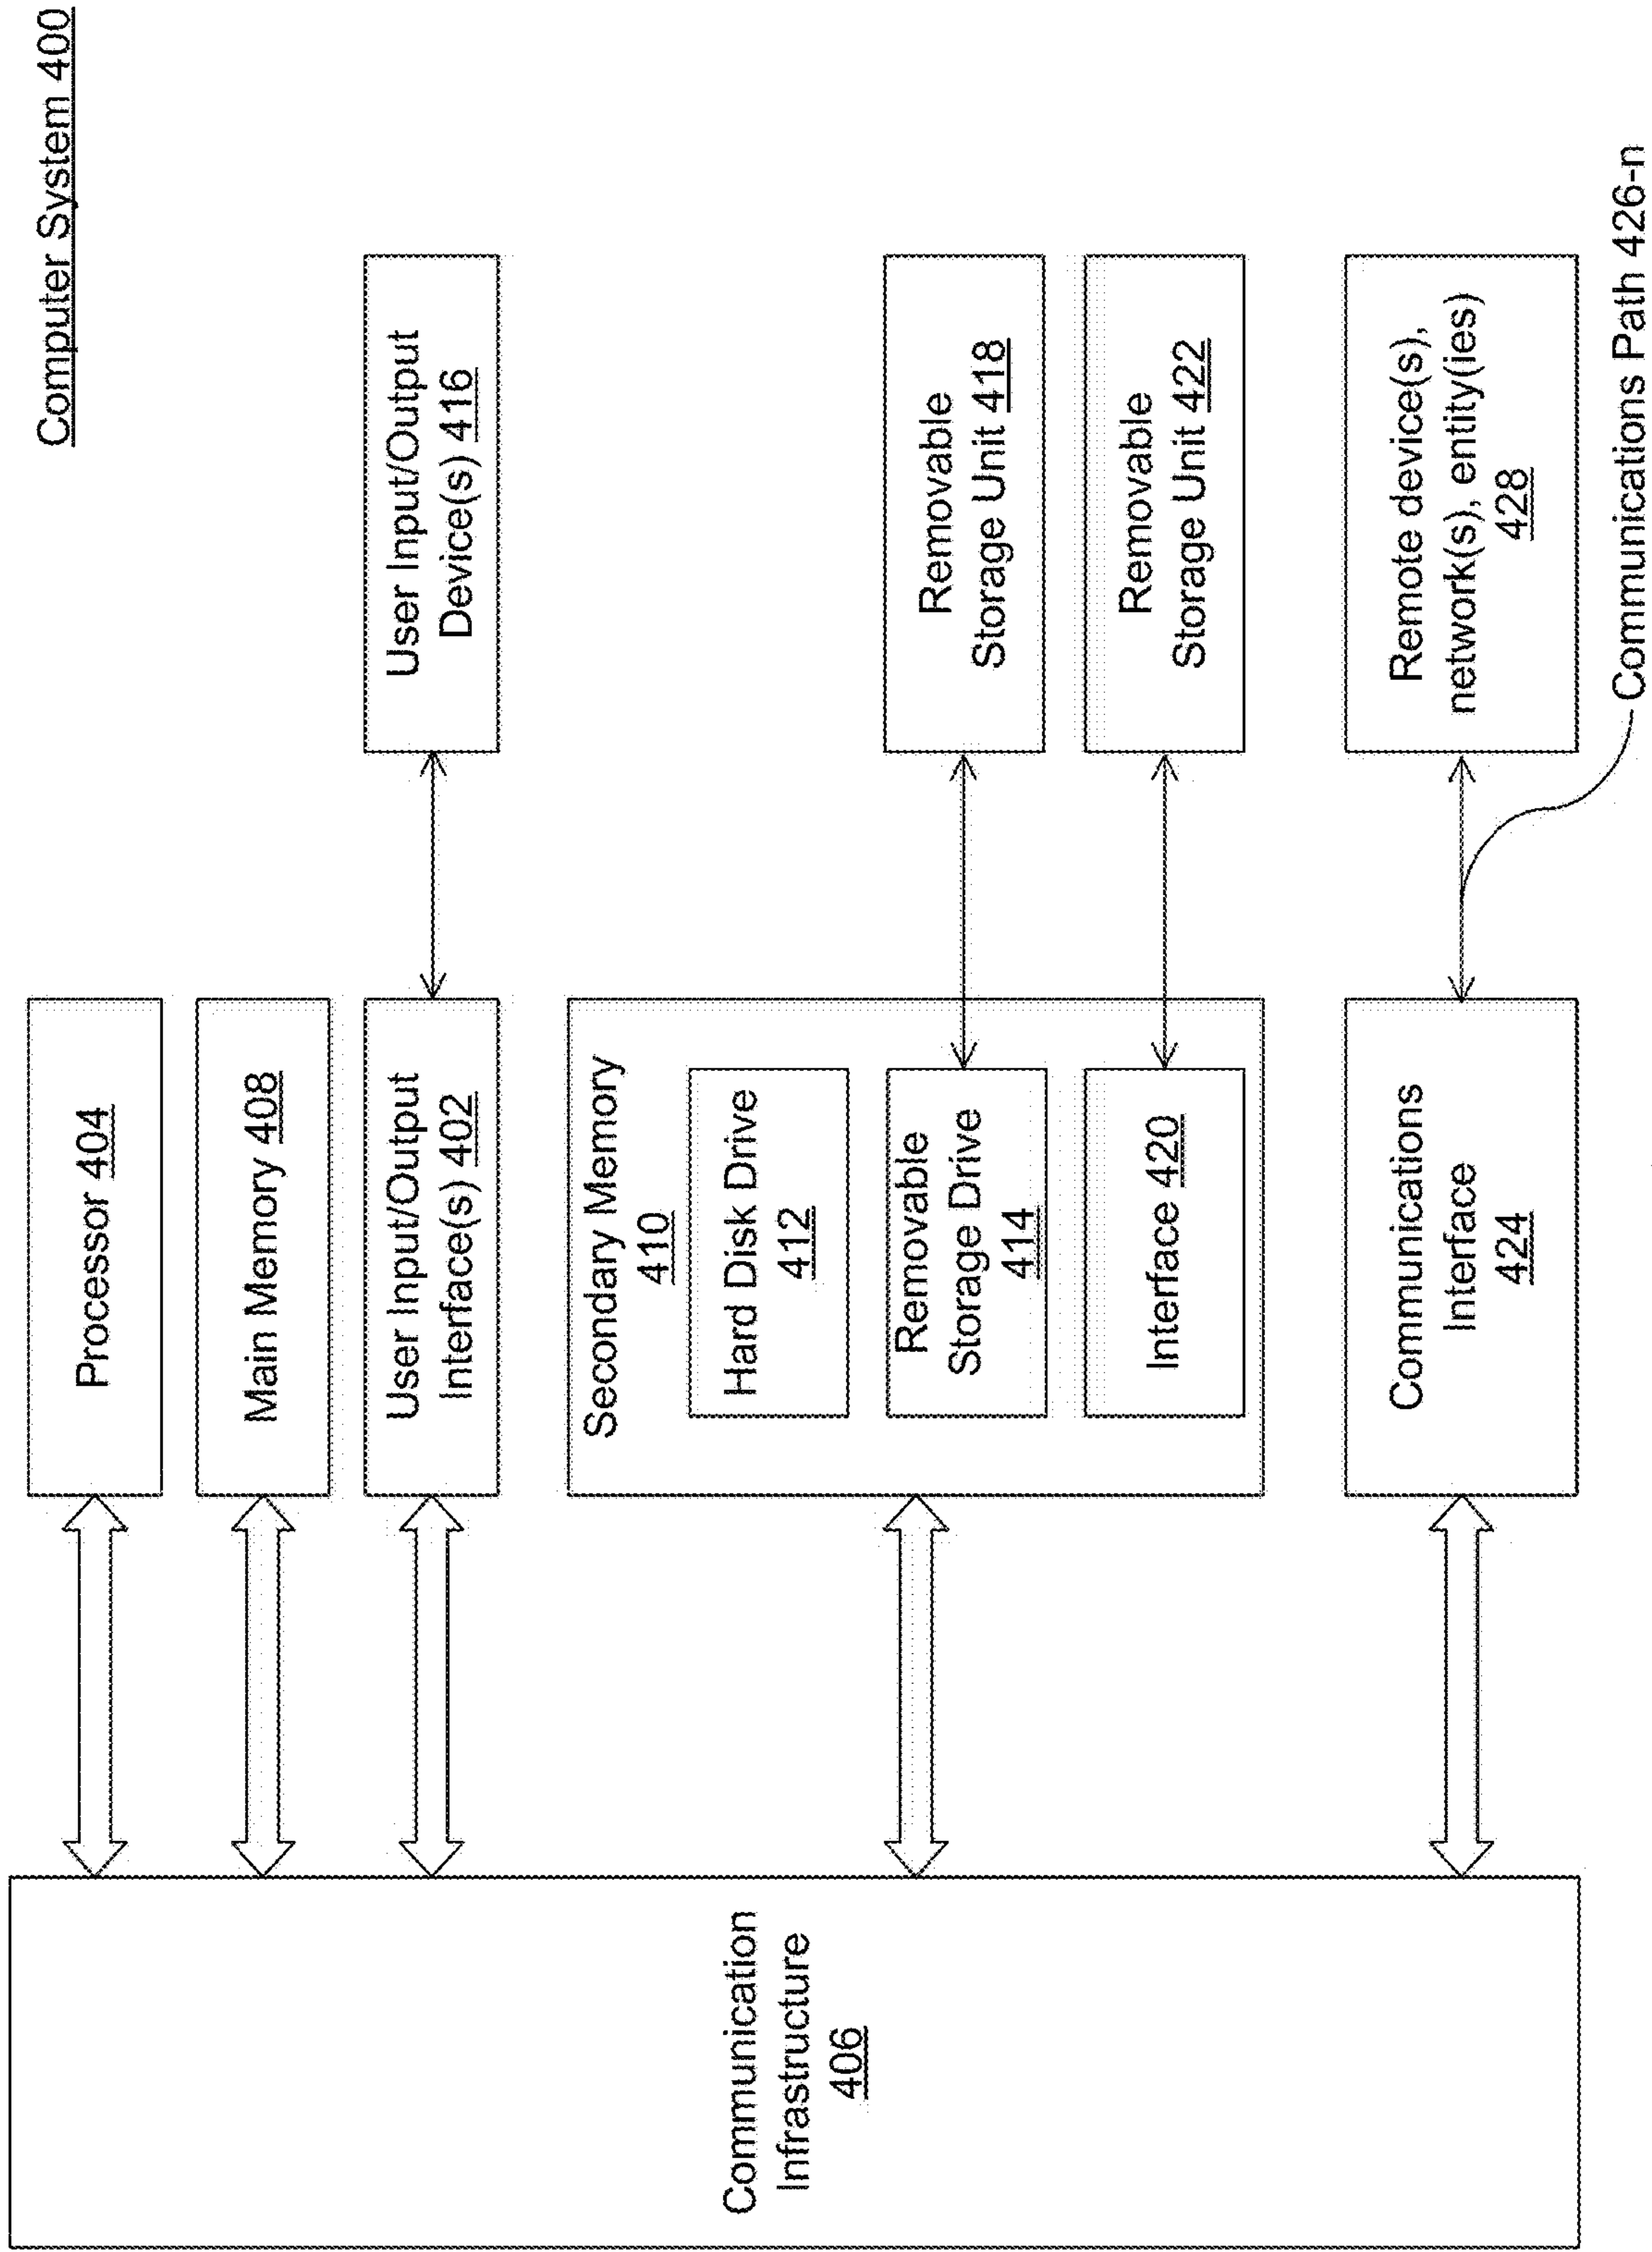 Computer System 400
Processor 404
Main Memory 408
User Input/Output
Interface(s) 402
User Input/Output
Device(s) 416
Communication
Infrastructure
406
Secondary Memory
410
Hard Disk Drive
412
Removable
Storage Drive
414
Removable
Storage Unit 418
Interface 420
Removable
Storage Unit 422
Communications
Interface
424
Remote device(s),
network(s), entity(ies)
428
Communications Path 426-n